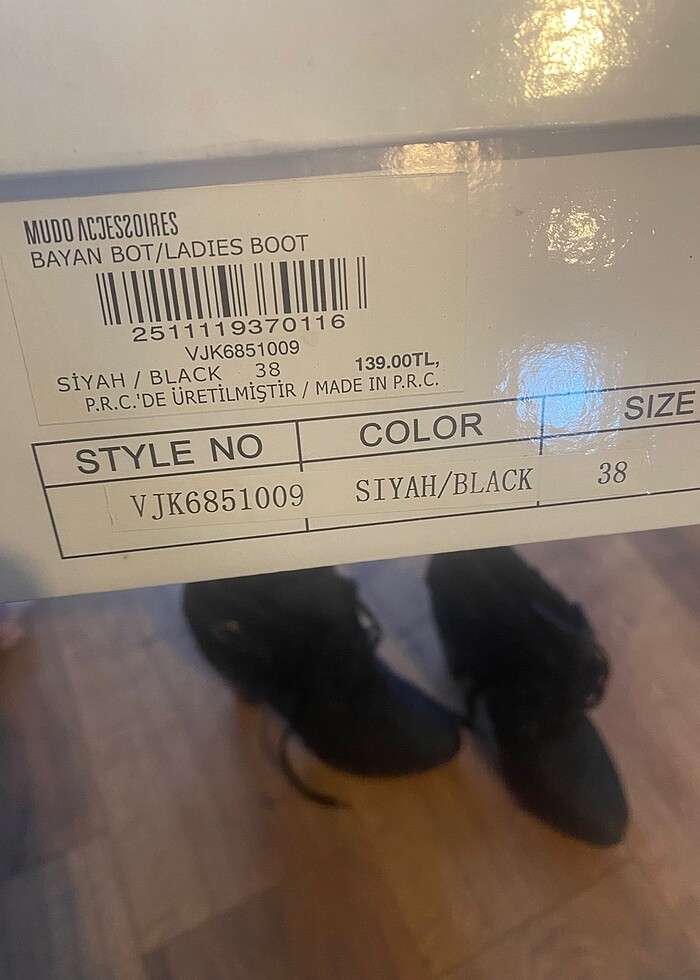 MUDO ACCESSOIRES
BAYAN BOT/LADIES BOOT
2511119370116
VJK6851009
SİYAH / BLACK 38 139.00TL,
P.R.C.'DE ÜRETİLMİŞTİR / MADE IN P.R.C.
STYLE NO COLOR SIZE
VJK6851009 SIYAH/BLACK 38